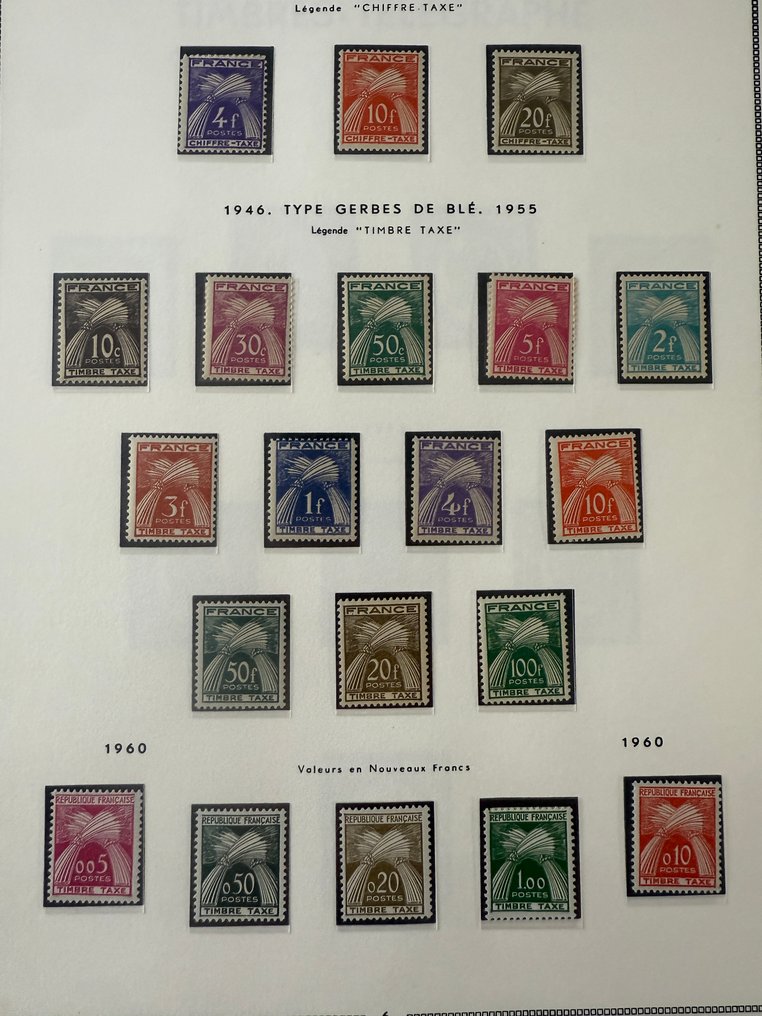 Légende "CHIFFRE-TAXE"
FRANCE FRANCE FRANCE
4f 10f 20f
POSTES POSTES POSTES
CHIFFRE-TAXE CHIFFRE-TAXE CHIFFRE-TAXE
1946. TYPE GERBES DE BLÉ. 1955
Légende "TIMBRE TAXE"
FRANCE FRANCE FRANCE FRANCE FRANCE
10c 30c 50c 5f 2f
POSTES POSTES POSTES POSTES POSTES
TIMBRE TAXE TIMBRE TAXE TIMBRE TAXE TIMBRE TAXE TIMBRE TAXE
FRANCE FRANCE FRANCE FRANCE
3f 1f 4f 10f
POSTES POSTES POSTES POSTES
TIMBRE TAXE TIMBRE TAXE TIMBRE TAXE TIMBRE TAXE
FRANCE FRANCE FRANCE
50f 20f 100f
POSTES POSTES POSTES
TIMBRE TAXE TIMBRE TAXE TIMBRE TAXE
1960 1960
Valeurs en Nouveaux Francs
REPUBLIQUE FRANÇAISE REPUBLIQUE FRANÇAISE REPUBLIQUE FRANÇAISE REPUBLIQUE FRANÇAISE REPUBLIQUE FRANÇAISE
0,05 0,50 0,20 1,00 0,10
POSTES POSTES POSTES POSTES POSTES
TIMBRE TAXE TIMBRE TAXE TIMBRE TAXE TIMBRE TAXE TIMBRE TAXE